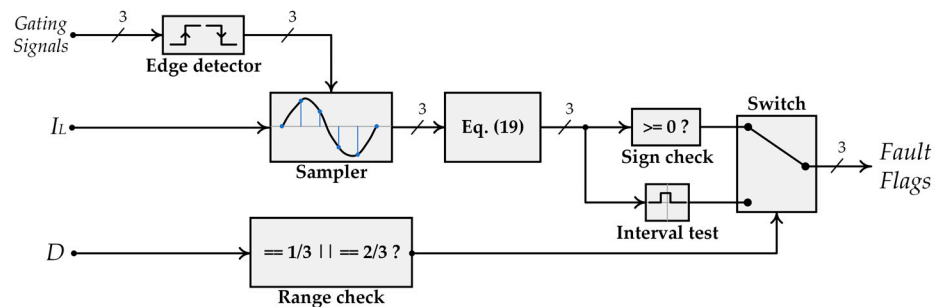 Gating
Signals
3
3
Edge detector
I_L
Sampler
3
Eq. (19)
3
>= 0 ?
Sign check
Interval test
Switch
3
Fault
Flags
D
== 1/3 || == 2/3 ?
Range check